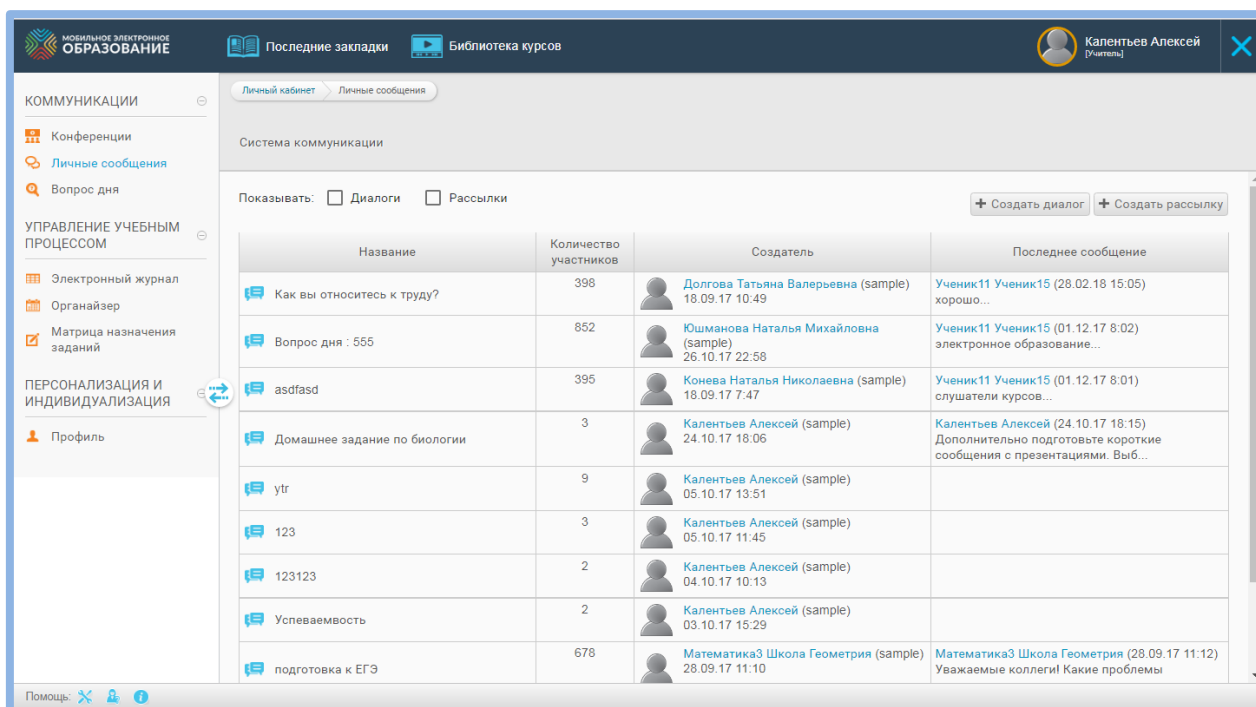 МОБИЛЬНОЕ ЭЛЕКТРОННОЕ
ОБРАЗОВАНИЕ
Последние закладки
Библиотека курсов
Калентьев Алексей
[Учитель]
КОММУНИКАЦИИ
Конференции
Личные сообщения
Вопрос дня
УПРАВЛЕНИЕ УЧЕБНЫМ
ПРОЦЕССОМ
Электронный журнал
Органайзер
Матрица назначения
заданий
ПЕРСОНАЛИЗАЦИЯ И
ИНДИВИДУАЛИЗАЦИЯ
Профиль
Личный кабинет
Личные сообщения
Система коммуникации
Показывать: Диалоги Рассылки
+ Создать диалог + Создать рассылку
Название
Количество
участников
Создатель
Последнее сообщение
Как вы относитесь к труду?
398
Долгова Татьяна Валерьевна (sample)
18.09.17 10:49
Ученик11 Ученик15 (28.02.18 15:05)
хорошо...
Вопрос дня : 555
852
Юшманова Наталья Михайловна
(sample)
26.10.17 22:58
Ученик11 Ученик15 (01.12.17 8:02)
электронное образование...
asdfasd
395
Конева Наталья Николаевна (sample)
18.09.17 7:47
Ученик11 Ученик15 (01.12.17 8:01)
слушатели курсов...
Домашнее задание по биологии
3
Калентьев Алексей (sample)
24.10.17 18:06
Калентьев Алексей (24.10.17 18:15)
Дополнительно подготовьте короткие
сообщения с презентациями. Выб...
ytr
9
Калентьев Алексей (sample)
05.10.17 13:51
123
3
Калентьев Алексей (sample)
05.10.17 11:45
123123
2
Калентьев Алексей (sample)
04.10.17 10:13
Успеваемвость
2
Калентьев Алексей (sample)
03.10.17 15:29
подготовка к ЕГЭ
678
Математика3 Школа Геометрия (sample)
28.09.17 11:10
Математика3 Школа Геометрия (28.09.17 11:12)
Уважаемые коллеги! Какие проблемы
Помощь: